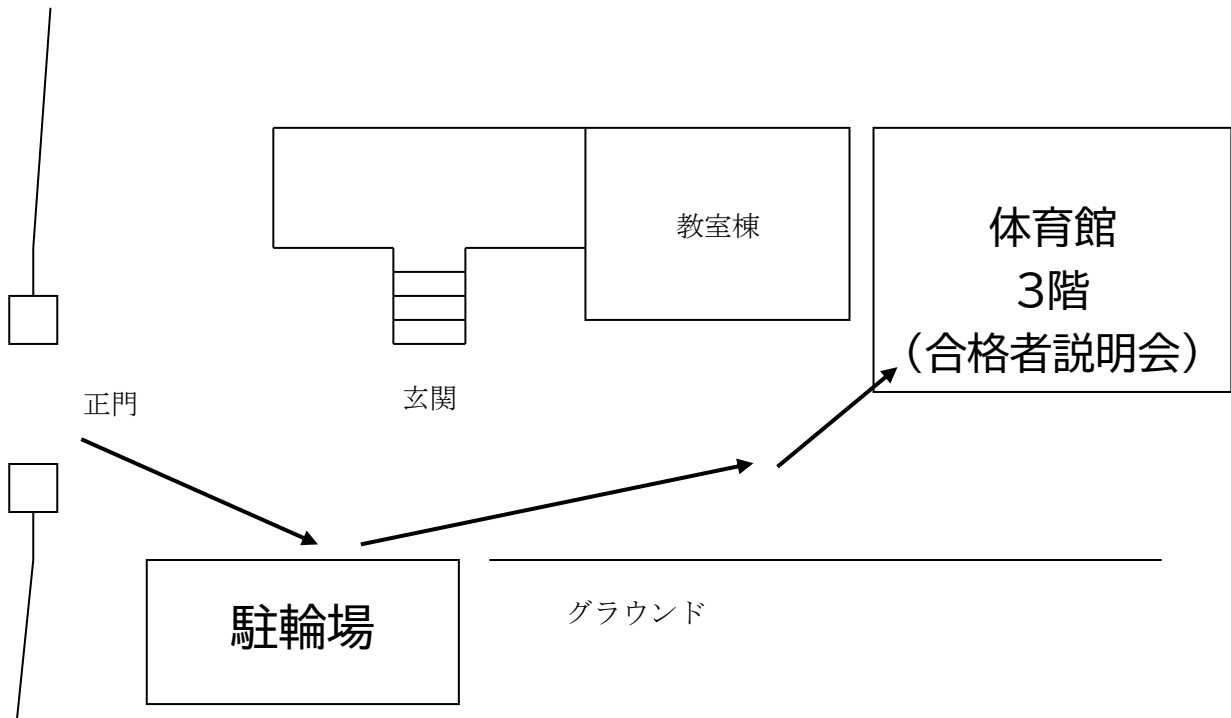 教室棟
体育館
３階
（合格者説明会）
正門
玄関
駐輪場
グラウンド